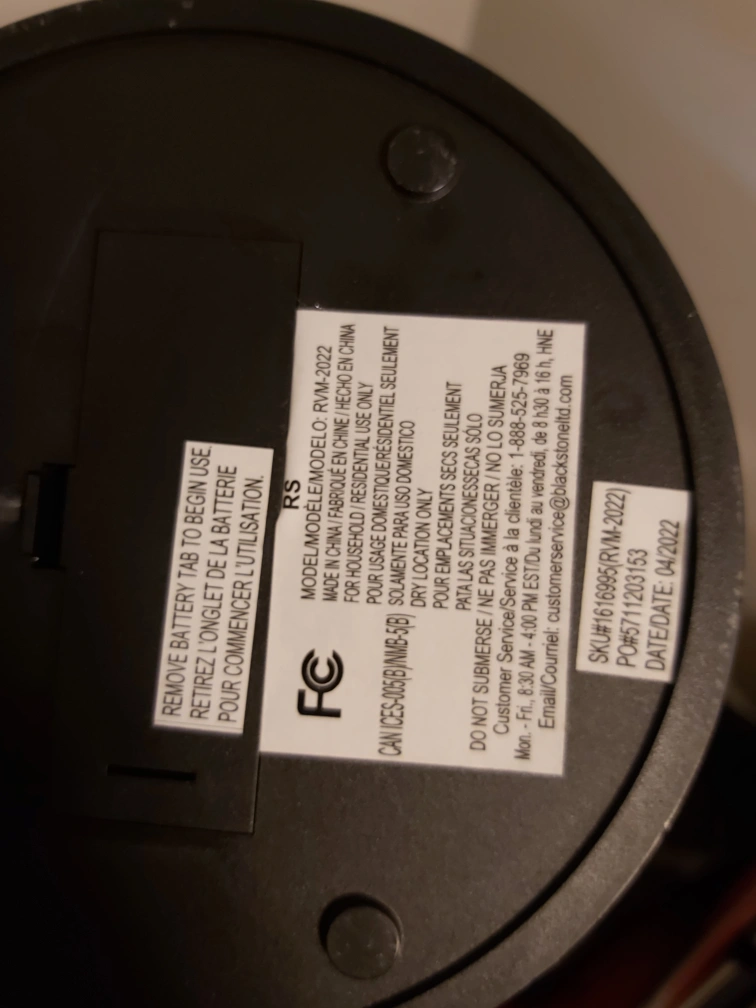 REMOVE BATTERY TAB TO BEGIN USE.
RETIREZ L'ONGLET DE LA BATTERIE
POUR COMMENCER L'UTILISATION.
RS
MODEL/MODÈLE/MODELO: RVM-2022
MADE IN CHINA / FABRIQUÉ EN CHINE / HECHO EN CHINA
FOR HOUSEHOLD / RESIDENTIAL USE ONLY
POUR USAGE DOMESTIQUE/RÉSIDENTIEL SEULEMENT
SOLAMENTE PARA USO DOMESTICO
DRY LOCATION ONLY
POUR EMPLACEMENTS SECS SEULEMENT
PATA LAS SITUACIONESSECAS SÓLO
FC
CAN ICES-005(B)/NMB-5(B)
DO NOT SUBMERSE / NE PAS IMMERGER / NO LO SUMERJA
Customer Service/Service à la clientèle: 1-888-525-7969
Mon. - Fri., 8:30 AM - 4:00 PM EST/Du lundi au vendredi, de 8 h30 à 16 h, HNE
Email/Courriel: customerservice@blackstoneltd.com
SKU#1616995(RVM-2022)
PO#5711203153
DATE/DATE: 04/2022